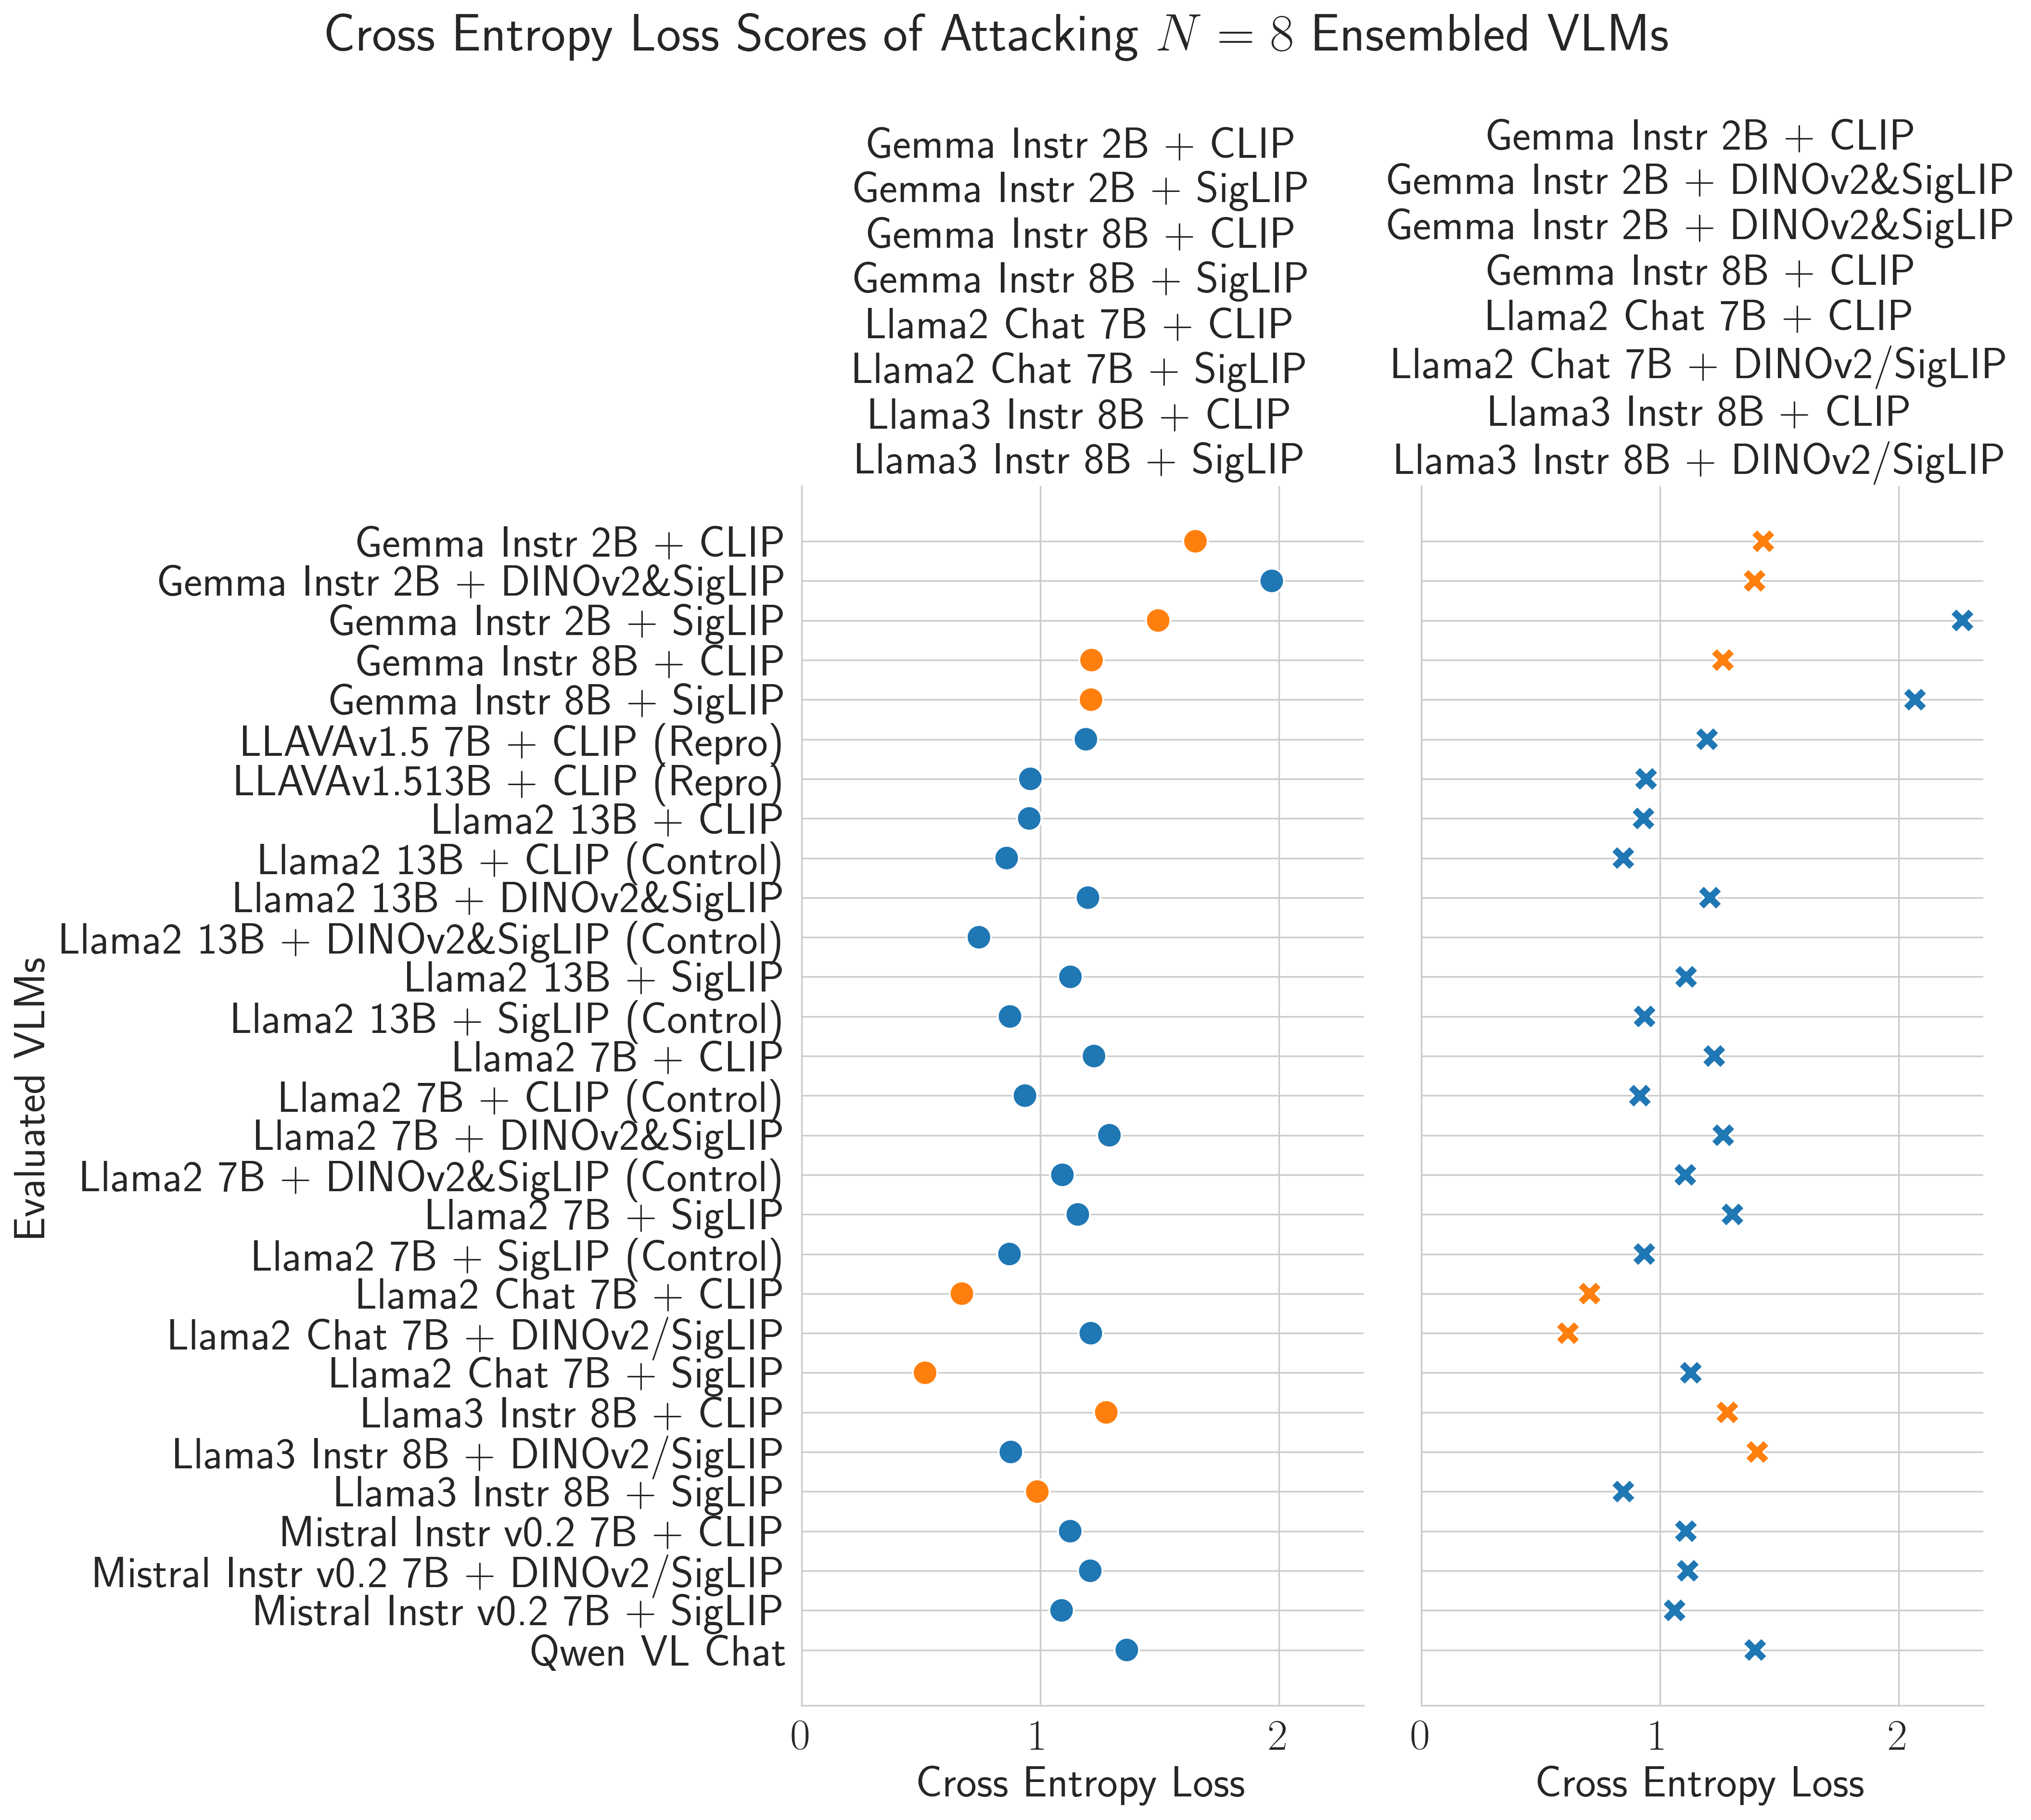 Cross Entropy Loss Scores of Attacking N = 8 Ensembled VLMs
Gemma Instr 2B + CLIP
Gemma Instr 2B + SigLIP
Gemma Instr 8B + CLIP
Gemma Instr 8B + SigLIP
Llama2 Chat 7B + CLIP
Llama2 Chat 7B + SigLIP
Llama3 Instr 8B + CLIP
Llama3 Instr 8B + SigLIP
Gemma Instr 2B + CLIP
Gemma Instr 2B + DINOv2&SigLIP
Gemma Instr 2B + DINOv2&SigLIP
Gemma Instr 8B + CLIP
Llama2 Chat 7B + CLIP
Llama2 Chat 7B + DINOv2/SigLIP
Llama3 Instr 8B + CLIP
Llama3 Instr 8B + DINOv2/SigLIP
Evaluated VLMs
Gemma Instr 2B + CLIP
Gemma Instr 2B + DINOv2&SigLIP
Gemma Instr 2B + SigLIP
Gemma Instr 8B + CLIP
Gemma Instr 8B + SigLIP
LLAVAv1.5 7B + CLIP (Repro)
LLAVAv1.513B + CLIP (Repro)
Llama2 13B + CLIP
Llama2 13B + CLIP (Control)
Llama2 13B + DINOv2&SigLIP
Llama2 13B + DINOv2&SigLIP (Control)
Llama2 13B + SigLIP
Llama2 13B + SigLIP (Control)
Llama2 7B + CLIP
Llama2 7B + CLIP (Control)
Llama2 7B + DINOv2&SigLIP
Llama2 7B + DINOv2&SigLIP (Control)
Llama2 7B + SigLIP
Llama2 7B + SigLIP (Control)
Llama2 Chat 7B + CLIP
Llama2 Chat 7B + DINOv2/SigLIP
Llama2 Chat 7B + SigLIP
Llama3 Instr 8B + CLIP
Llama3 Instr 8B + DINOv2/SigLIP
Llama3 Instr 8B + SigLIP
Mistral Instr v0.2 7B + CLIP
Mistral Instr v0.2 7B + DINOv2/SigLIP
Mistral Instr v0.2 7B + SigLIP
Qwen VL Chat
0 1 2
Cross Entropy Loss
0 1 2
Cross Entropy Loss